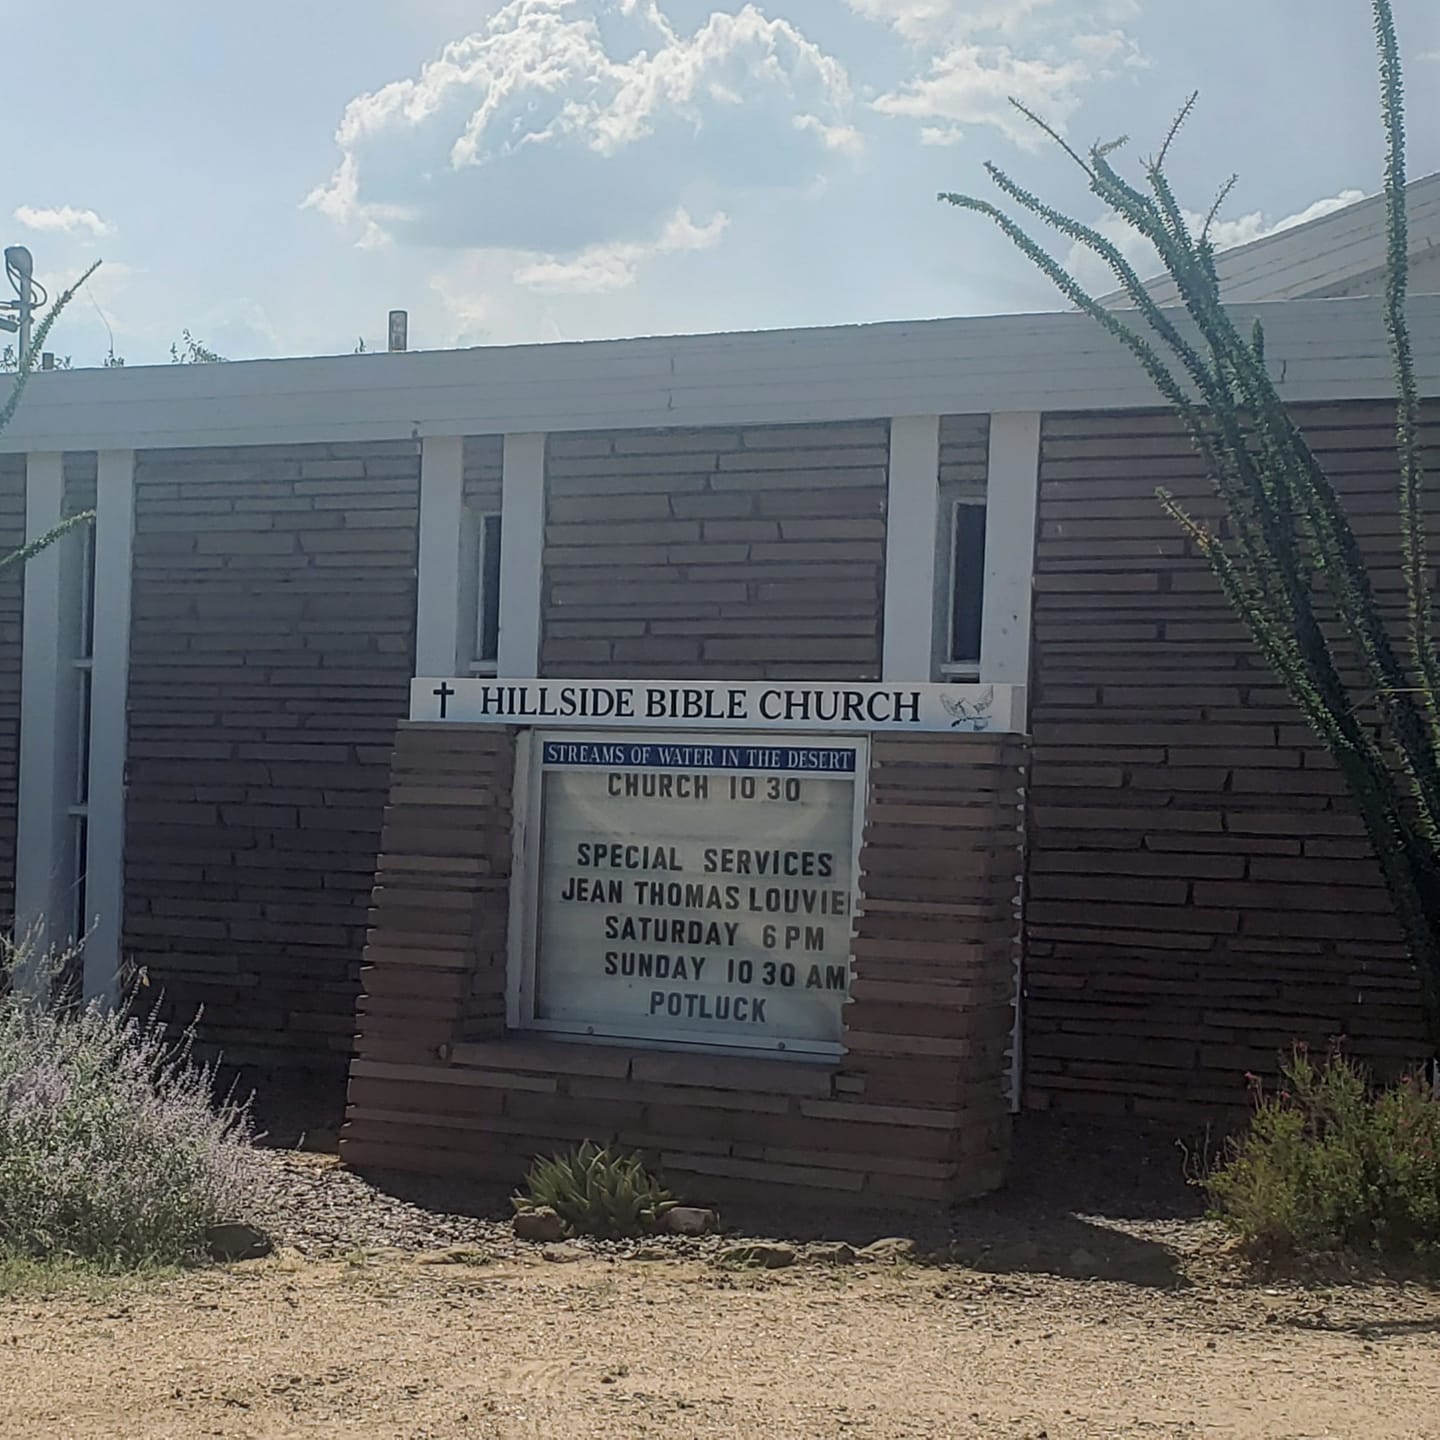 HILLSIDE BIBLE CHURCH
STREAMS OF WATER IN THE DESERT
CHURCH 10 30
SPECIAL SERVICES
JEAN THOMAS LOUVIE
SATURDAY 6 PM
SUNDAY 10 30 AM
POTLUCK